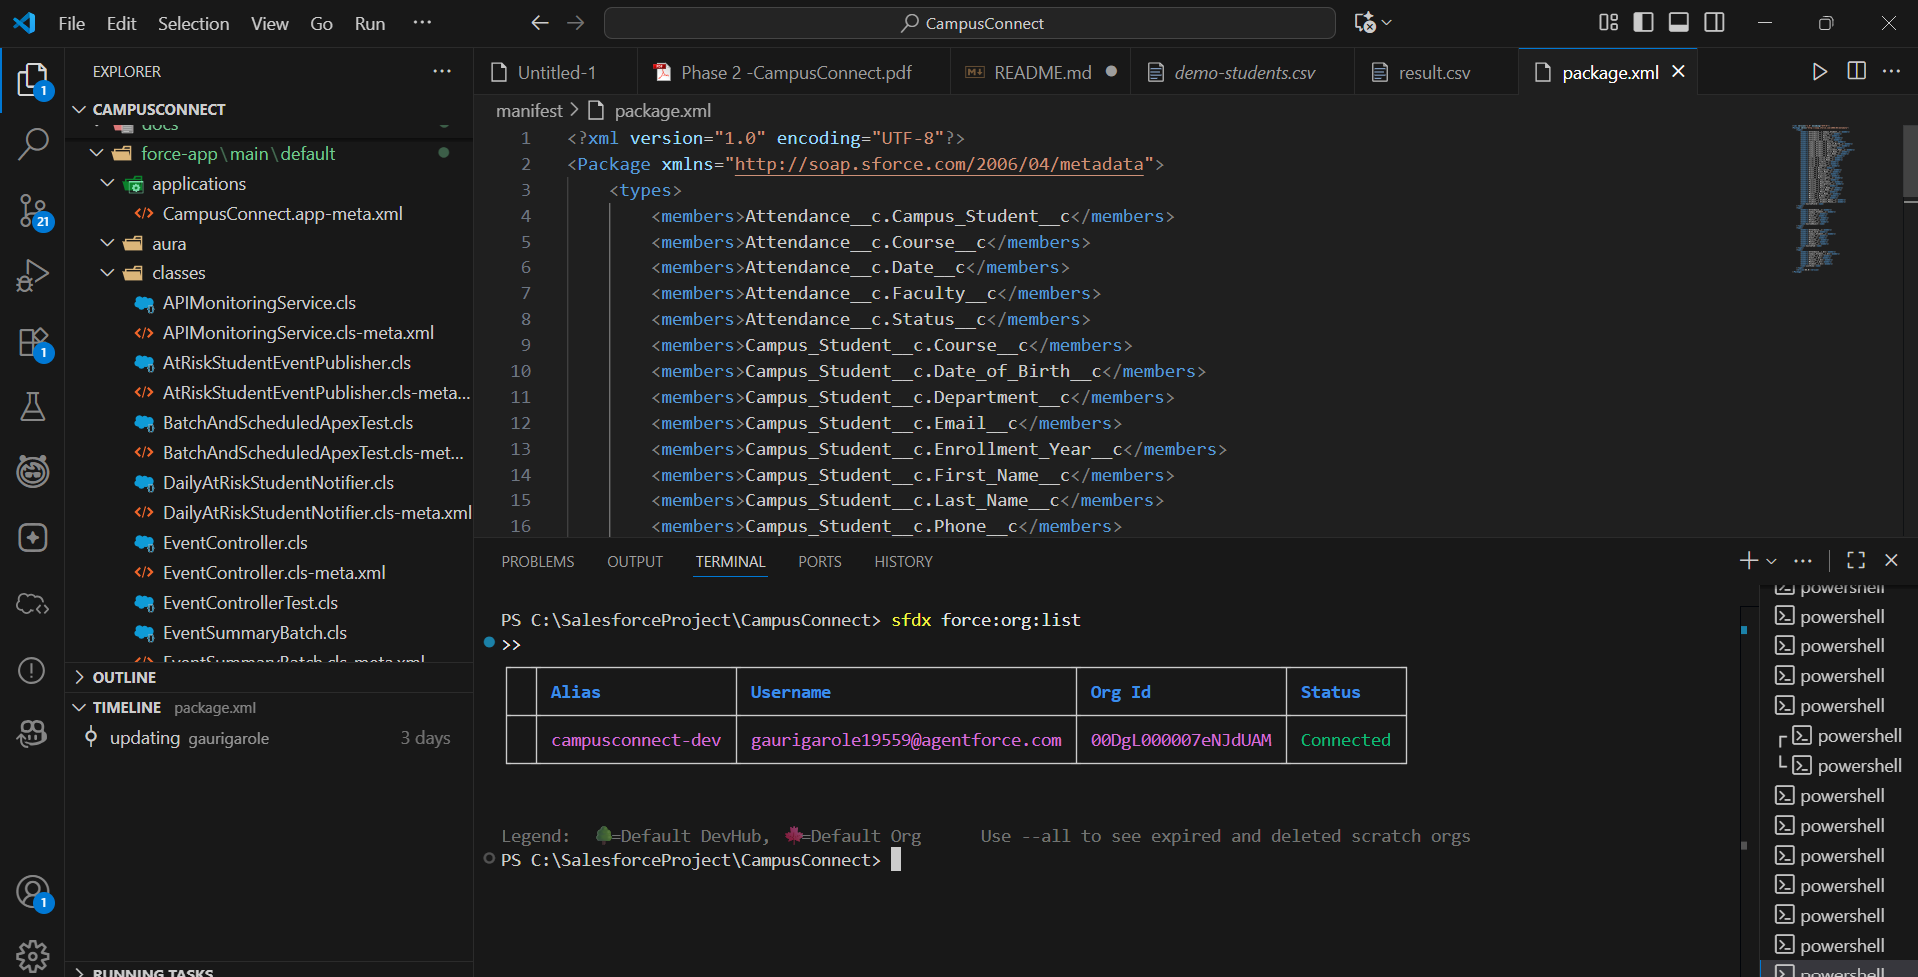 File Edit Selection View Go Run ···
CampusConnect
EXPLORER
CAMPUSCONNECT
docs
force-app\main\default
applications
CampusConnect.app-meta.xml
aura
classes
APIMonitoringService.cls
APIMonitoringService.cls-meta.xml
AtRiskStudentEventPublisher.cls
AtRiskStudentEventPublisher.cls-meta...
BatchAndScheduledApexTest.cls
BatchAndScheduledApexTest.cls-met...
DailyAtRiskStudentNotifier.cls
DailyAtRiskStudentNotifier.cls-meta.xml
EventController.cls
EventController.cls-meta.xml
EventControllerTest.cls
EventSummaryBatch.cls
EventSummaryBatch.cls-meta.xml
OUTLINE
TIMELINE package.xml
updating gaurigarole 3 days
RUNNING TASKS
1
21
1
1
Untitled-1 Phase 2 -CampusConnect.pdf README.md demo-students.csv result.csv package.xml
manifest > package.xml
1 <?xml version="1.0" encoding="UTF-8"?>
2 <Package xmlns="http://soap.sforce.com/2006/04/metadata">
3 <types>
4 <members>Attendance__c.Campus_Student__c</members>
5 <members>Attendance__c.Course__c</members>
6 <members>Attendance__c.Date__c</members>
7 <members>Attendance__c.Faculty__c</members>
8 <members>Attendance__c.Status__c</members>
9 <members>Campus_Student__c.Course__c</members>
10 <members>Campus_Student__c.Date_of_Birth__c</members>
11 <members>Campus_Student__c.Department__c</members>
12 <members>Campus_Student__c.Email__c</members>
13 <members>Campus_Student__c.Enrollment_Year__c</members>
14 <members>Campus_Student__c.First_Name__c</members>
15 <members>Campus_Student__c.Last_Name__c</members>
16 <members>Campus_Student__c.Phone__c</members>
PROBLEMS OUTPUT TERMINAL PORTS HISTORY
PS C:\SalesforceProject\CampusConnect> sfdx force:org:list
>>
Alias Username Org Id Status
campusconnect-dev gaurigarole19559@agentforce.com 00DgL000007eNJdUAM Connected
Legend: =Default DevHub, =Default Org Use --all to see expired and deleted scratch orgs
PS C:\SalesforceProject\CampusConnect>
powershell
powershell
powershell
powershell
powershell
powershell
powershell
powershell
powershell
powershell
powershell
powershell
powershell
powershell